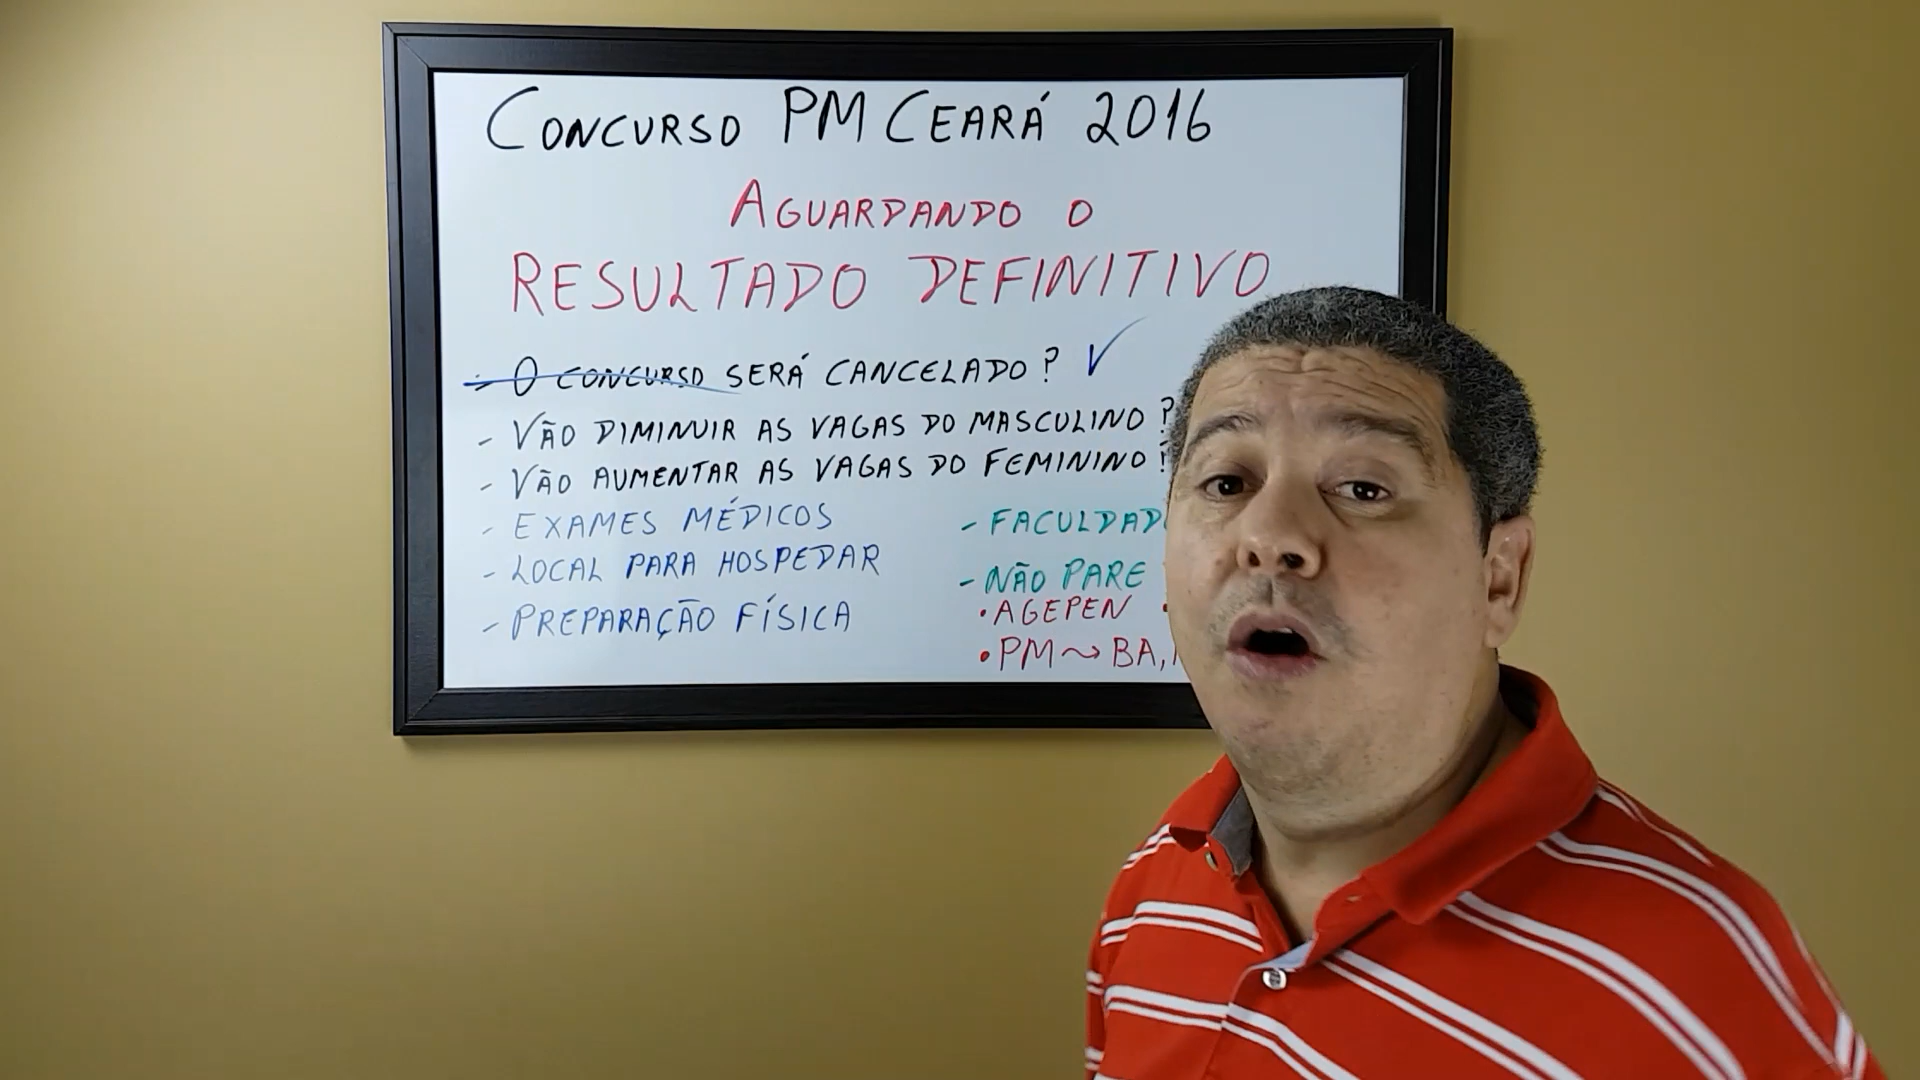 CONCURSO PM CEARÁ 2016
AGUARDANDO O
RESULTADO DEFINITIVO
- O CONCURSO SERÁ CANCELADO? ✓
- VÃO DIMINUIR AS VAGAS DO MASCULINO?
- VÃO AUMENTAR AS VAGAS DO FEMININO?
- EXAMES MÉDICOS
- LOCAL PARA HOSPEDAR
- PREPARAÇÃO FÍSICA
- FACULDAD
- NÃO PARE
• AGEPEN •
• PM → BA,